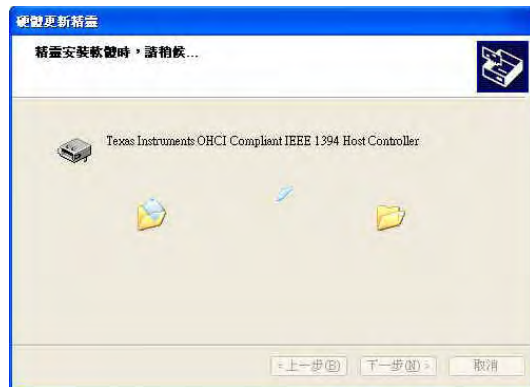 硬體更新精靈
精靈安裝軟體時，請稍候...
Texas Instruments OHCI Compliant IEEE 1394 Host Controller
<上一步(B)
下一步(N)>
取消